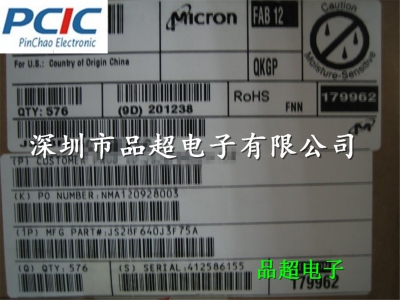 PCIC
PinChao Electronic
Micron
FAB 12
QKGP
Caution
Moisture-Sensitive
For U.S.: Country of Origin China
QTY: 576
(9D) 201238
RoHS
FNN
179962
深圳市品超电子有限公司
(P) CUSTOME
(K) PO NUMBER:NMA120928003
(1P) MFG PART#:JS28F640J3F75A
(Q) QTY: 576
(S) SERIAL:412586155
品超电子
179962